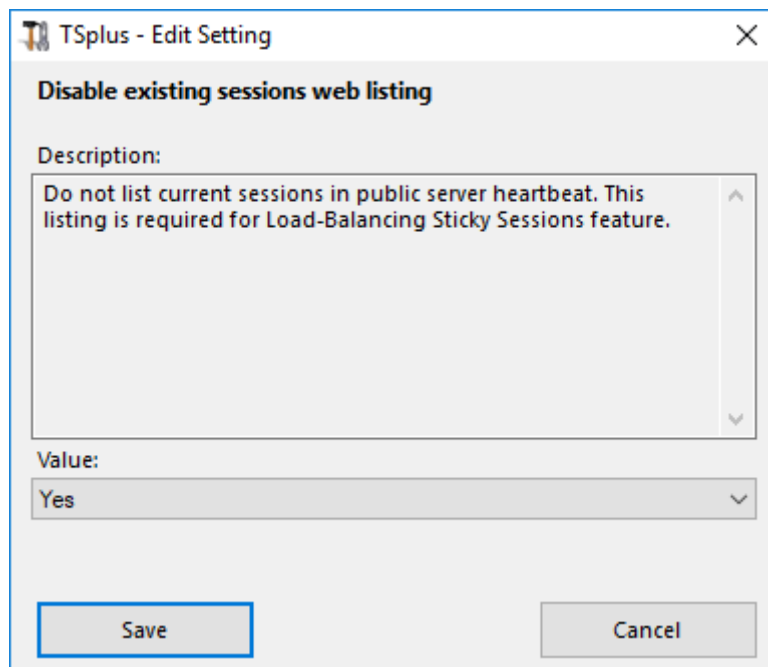 TSplus - Edit Setting
Disable existing sessions web listing
Description:
Do not list current sessions in public server heartbeat. This
listing is required for Load-Balancing Sticky Sessions feature.
Value:
Yes
Save
Cancel